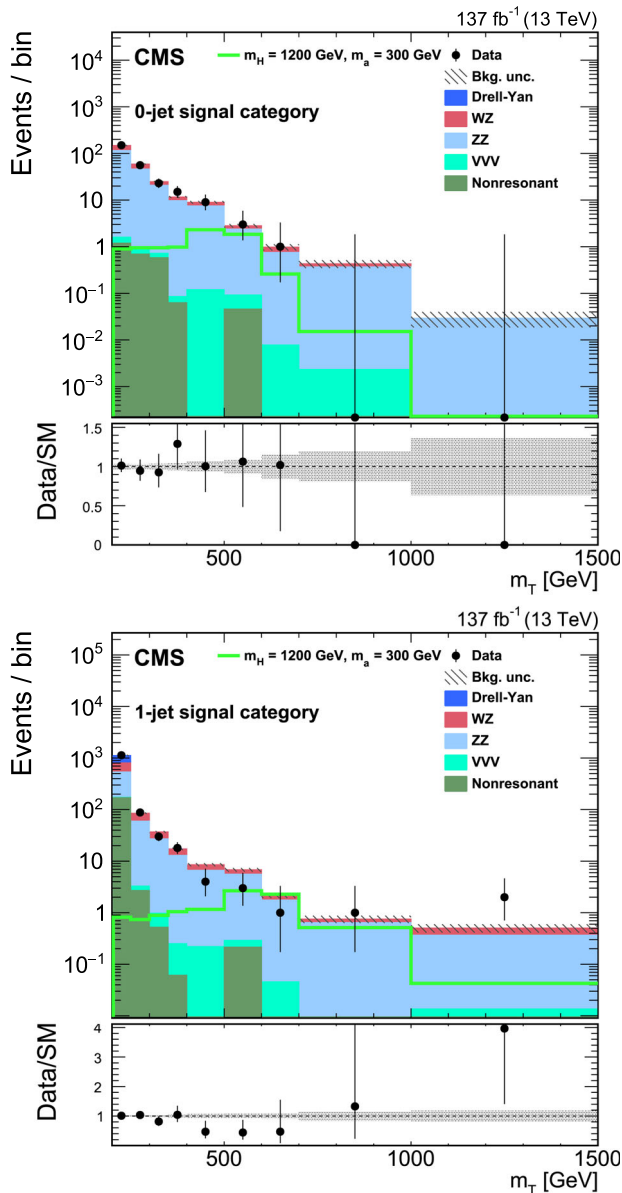 137 fb⁻¹ (13 TeV)
Events / bin
CMS
m_H = 1200 GeV, m_a = 300 GeV
Data
Bkg. unc.
Drell-Yan
0-jet signal category
WZ
ZZ
VVV
Nonresonant
10⁴
10³
10²
10
1
10⁻¹
10⁻²
10⁻³
Data/SM
1.5
1
0.5
0
500
1000
1500
m_T [GeV]
137 fb⁻¹ (13 TeV)
Events / bin
CMS
m_H = 1200 GeV, m_a = 300 GeV
Data
Bkg. unc.
Drell-Yan
1-jet signal category
WZ
ZZ
VVV
Nonresonant
10⁵
10⁴
10³
10²
10
1
10⁻¹
Data/SM
4
3
2
1
500
1000
1500
m_T [GeV]